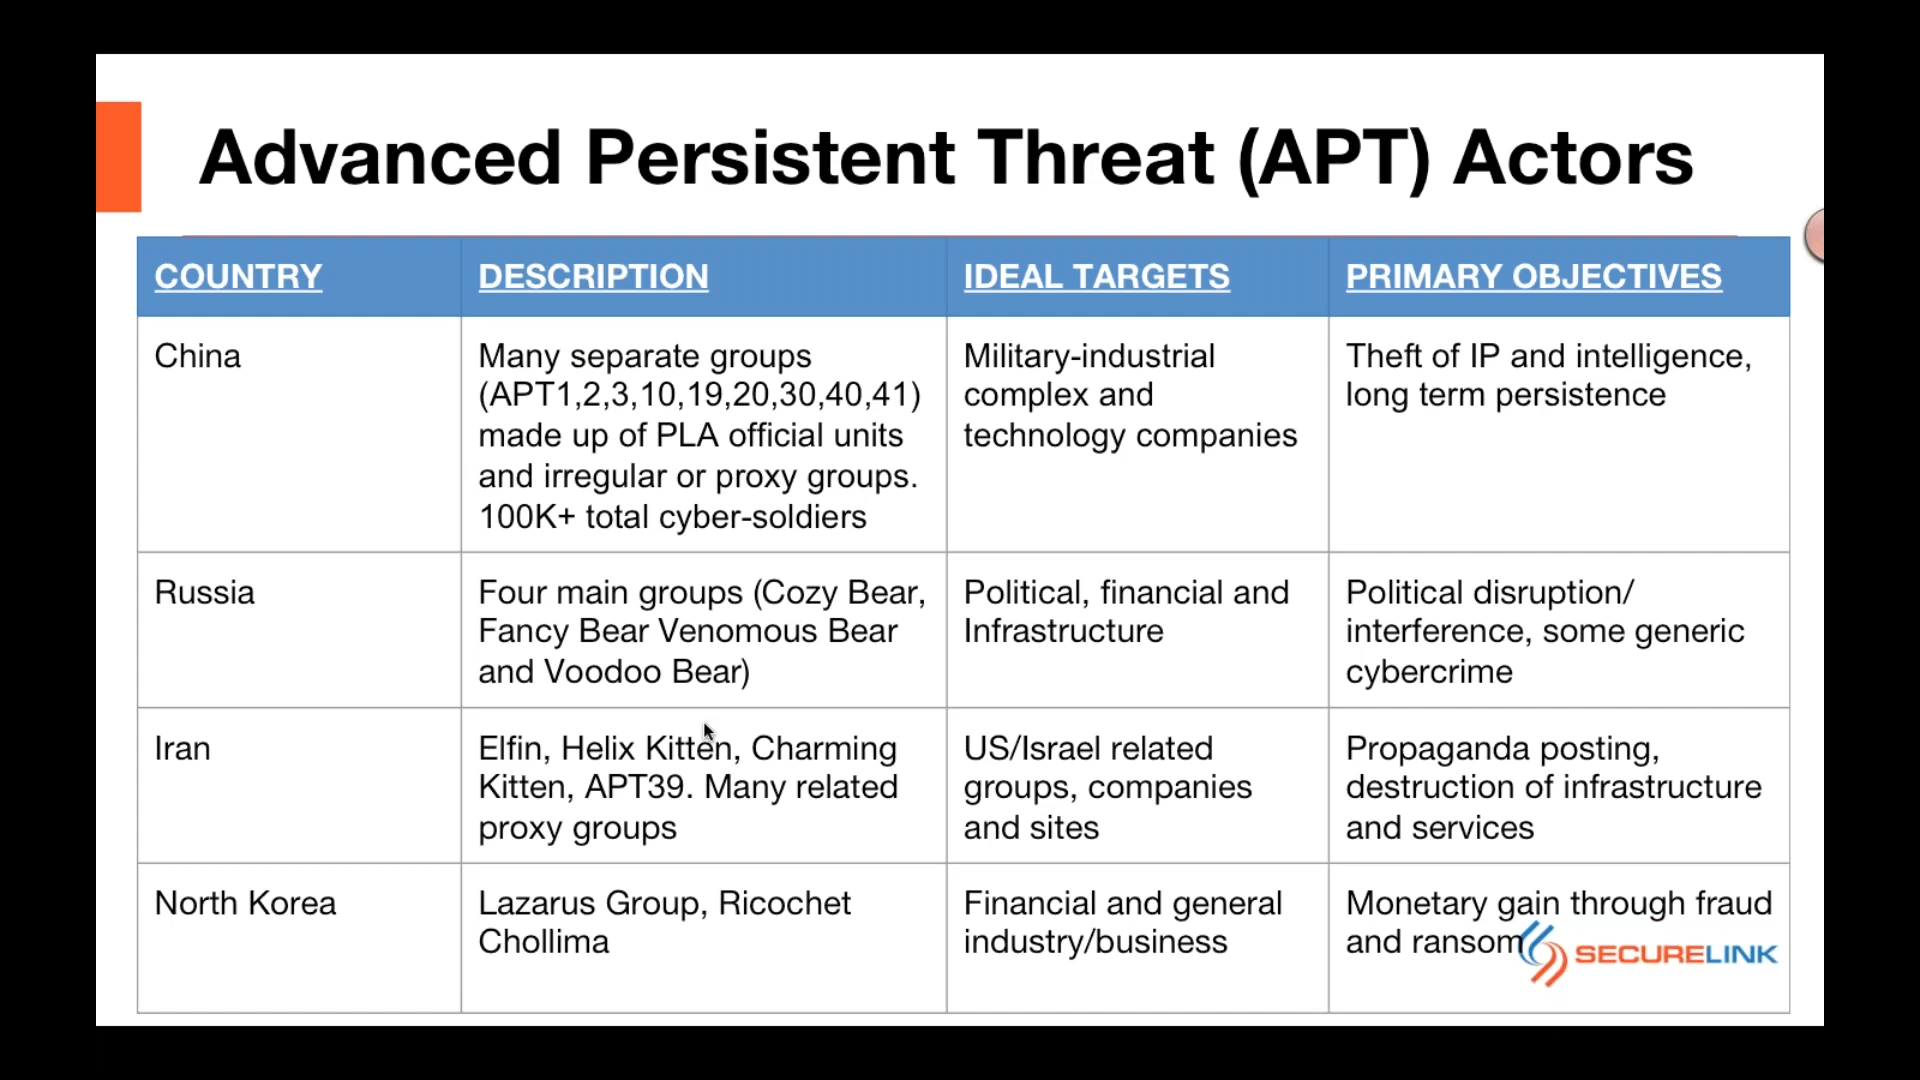 Advanced Persistent Threat (APT) Actors
COUNTRY
DESCRIPTION
IDEAL TARGETS
PRIMARY OBJECTIVES
China
Many separate groups
(APT1,2,3,10,19,20,30,40,41)
made up of PLA official units
and irregular or proxy groups.
100K+ total cyber-soldiers
Military-industrial
complex and
technology companies
Theft of IP and intelligence,
long term persistence
Russia
Four main groups (Cozy Bear,
Fancy Bear Venomous Bear
and Voodoo Bear)
Political, financial and
Infrastructure
Political disruption/
interference, some generic
cybercrime
Iran
Elfin, Helix Kitten, Charming
Kitten, APT39. Many related
proxy groups
US/Israel related
groups, companies
and sites
Propaganda posting,
destruction of infrastructure
and services
North Korea
Lazarus Group, Ricochet
Chollima
Financial and general
industry/business
Monetary gain through fraud
and ransom
SECURELINK